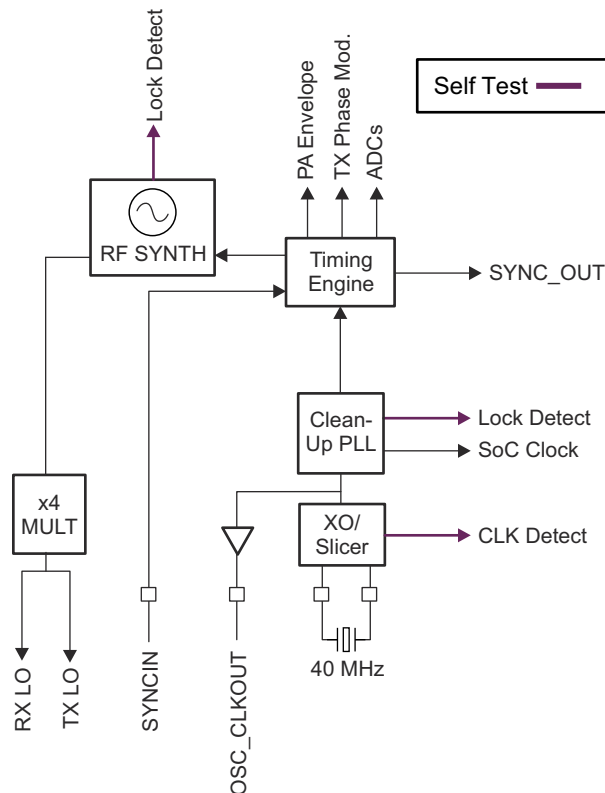 Lock Detect
PA Envelope
TX Phase Mod.
ADCs
Self Test
RF SYNTH
Timing
Engine
SYNC_OUT
Clean-
Up PLL
Lock Detect
SoC Clock
x4
MULT
XO/
Slicer
CLK Detect
40 MHz
RX LO
TX LO
SYNCIN
OSC_CLKOUT